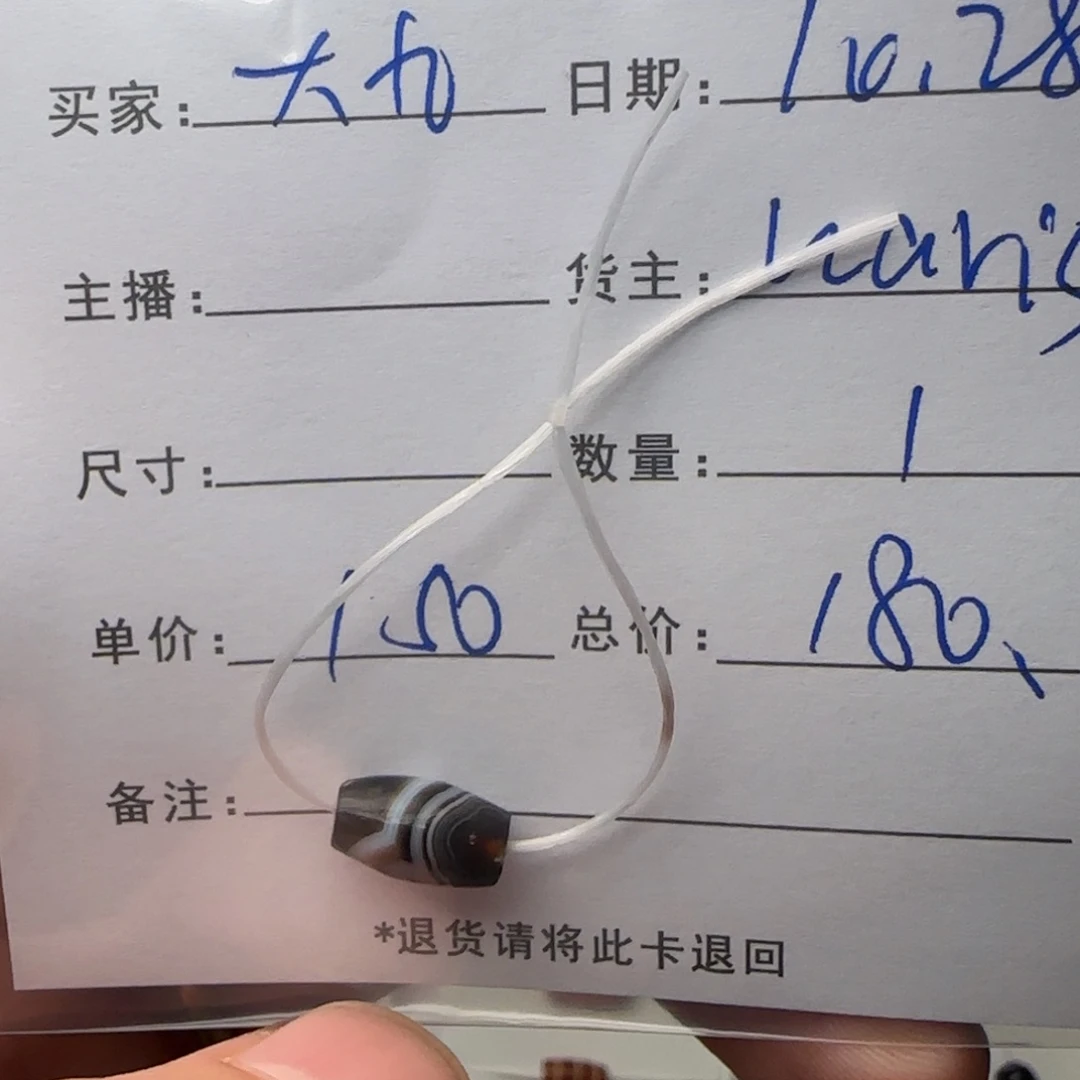 买家: 大九 日期: 10.28
主播: 货主:
尺寸: 数量: 1
单价: 150 总价: 180、
备注:
*退货请将此卡退回